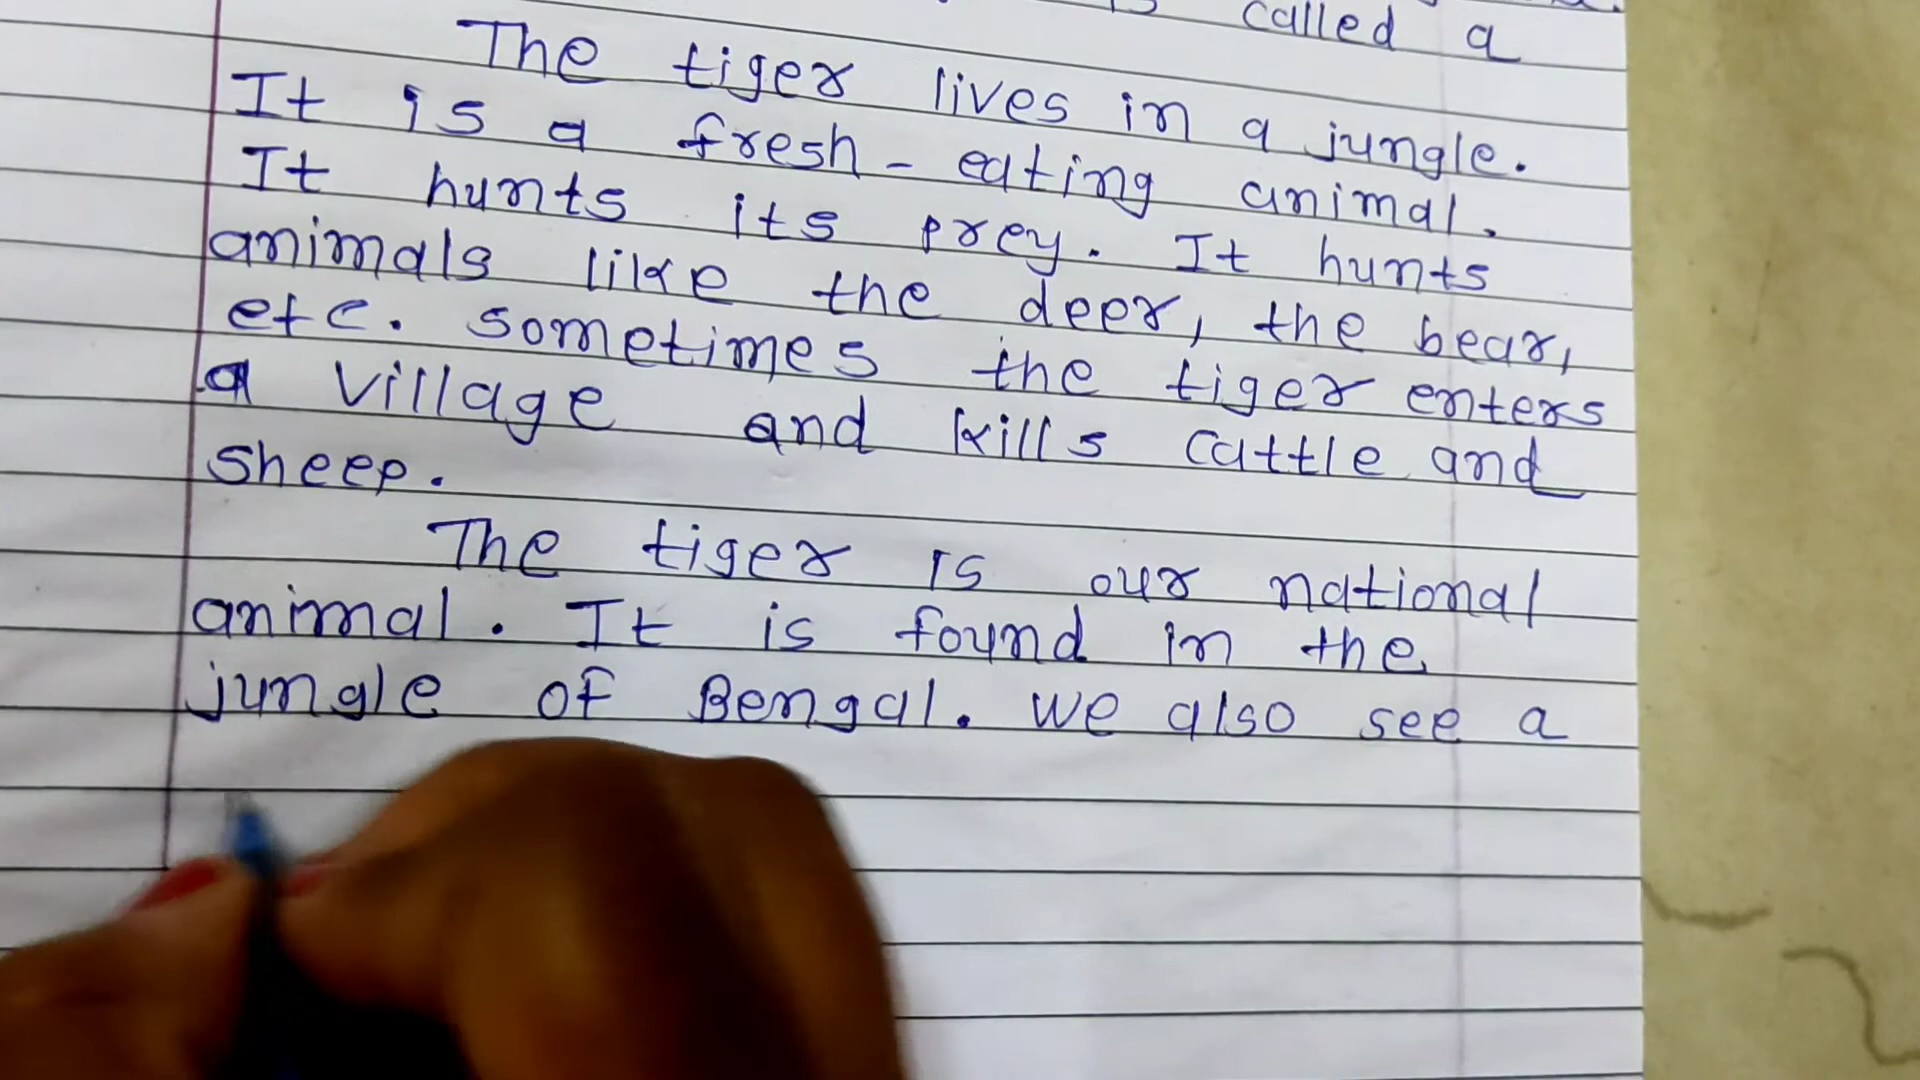 called a
The tiger lives in a jungle.
It is a fresh-eating animal.
It hunts its prey. It hunts
animals like the deer, the bear,
etc. sometimes the tiger enters
a village and kills cattle and
sheep.
The tiger is our national
animal. It is found in the
jungle of Bengal. we also see a